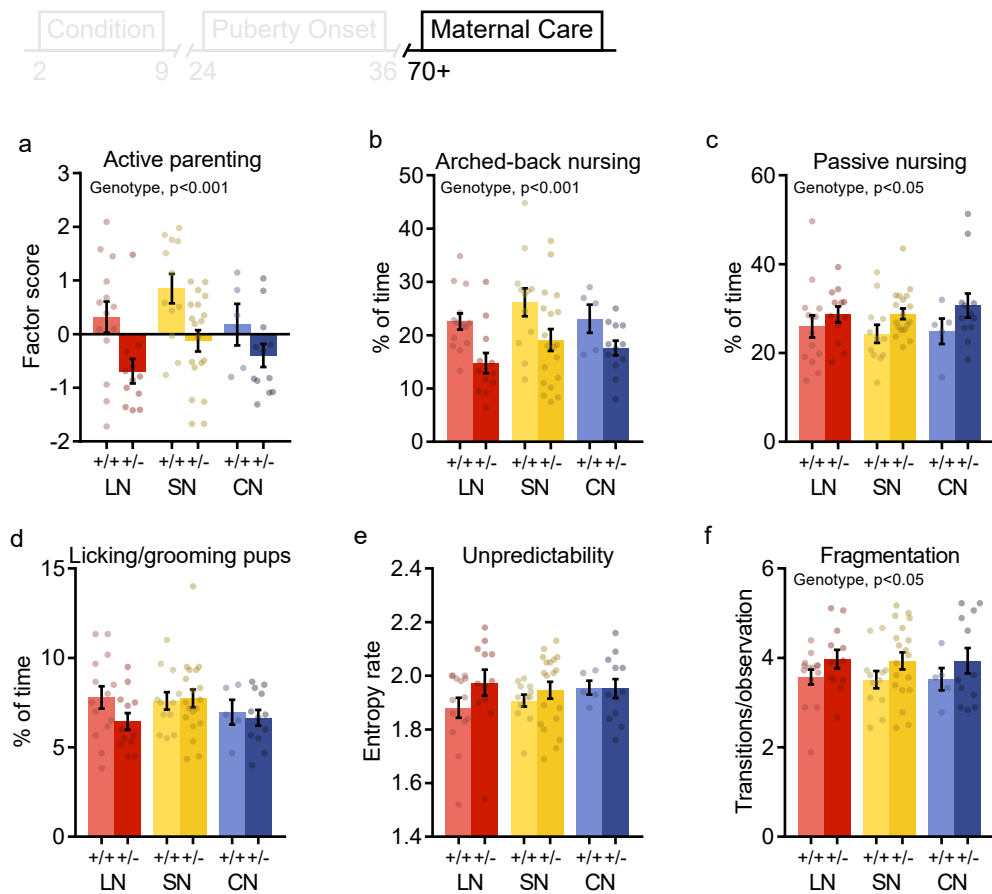 Condition Puberty Onset Maternal Care
2 9 24 36 70+
a
Active parenting
Genotype, p<0.001
Factor score
3
2
1
0
-1
-2
+/+ +/- +/+ +/- +/+ +/-
LN SN CN
b
Arched-back nursing
Genotype, p<0.001
% of time
50
40
30
20
10
0
+/+ +/- +/+ +/- +/+ +/-
LN SN CN
c
Passive nursing
Genotype, p<0.05
% of time
60
40
20
0
+/+ +/- +/+ +/- +/+ +/-
LN SN CN
d
Licking/grooming pups
% of time
15
10
5
0
+/+ +/- +/+ +/- +/+ +/-
LN SN CN
e
Unpredictability
Entropy rate
2.4
2.2
2.0
1.8
1.6
1.4
+/+ +/- +/+ +/- +/+ +/-
LN SN CN
f
Fragmentation
Genotype, p<0.05
Transitions/observation
6
4
2
0
+/+ +/- +/+ +/- +/+ +/-
LN SN CN